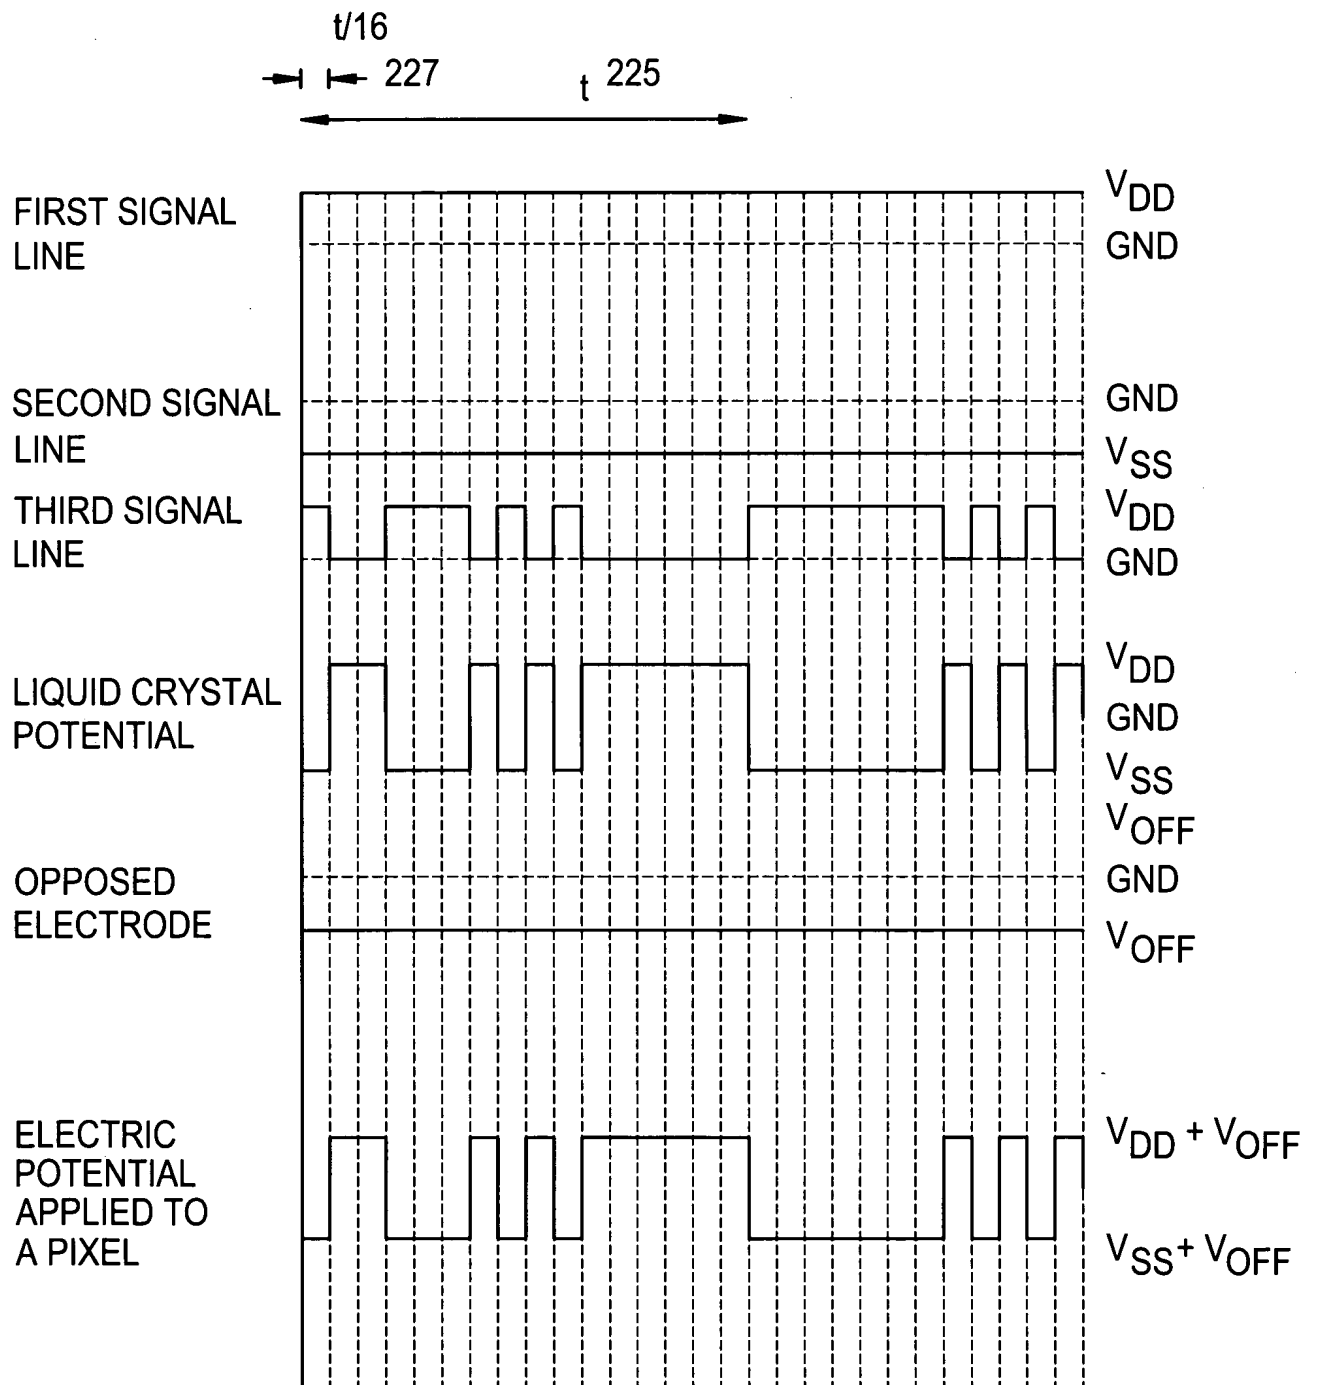 t/16
227
t 225
FIRST SIGNAL
LINE
VDD
GND
SECOND SIGNAL
LINE
GND
VSS
THIRD SIGNAL
LINE
VDD
GND
LIQUID CRYSTAL
POTENTIAL
VDD
GND
VSS
VOFF
OPPOSED
ELECTRODE
GND
VOFF
ELECTRIC
POTENTIAL
APPLIED TO
A PIXEL
VDD + VOFF
VSS + VOFF